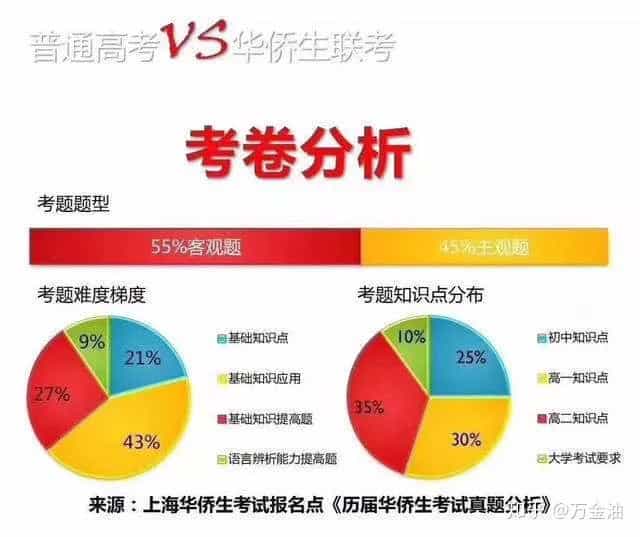 普通高考VS华侨生联考
考卷分析
考题题型
55%客观题
45%主观题
考题难度梯度
9%
21%
27%
43%
基础知识点
基础知识应用
基础知识提高题
语言辨析能力提高题
考题知识点分布
10%
25%
35%
30%
初中知识点
高一知识点
高二知识点
大学考试要求
来源：上海华侨生考试报名点《历届华侨生考试真题分析》
知乎 @万金油